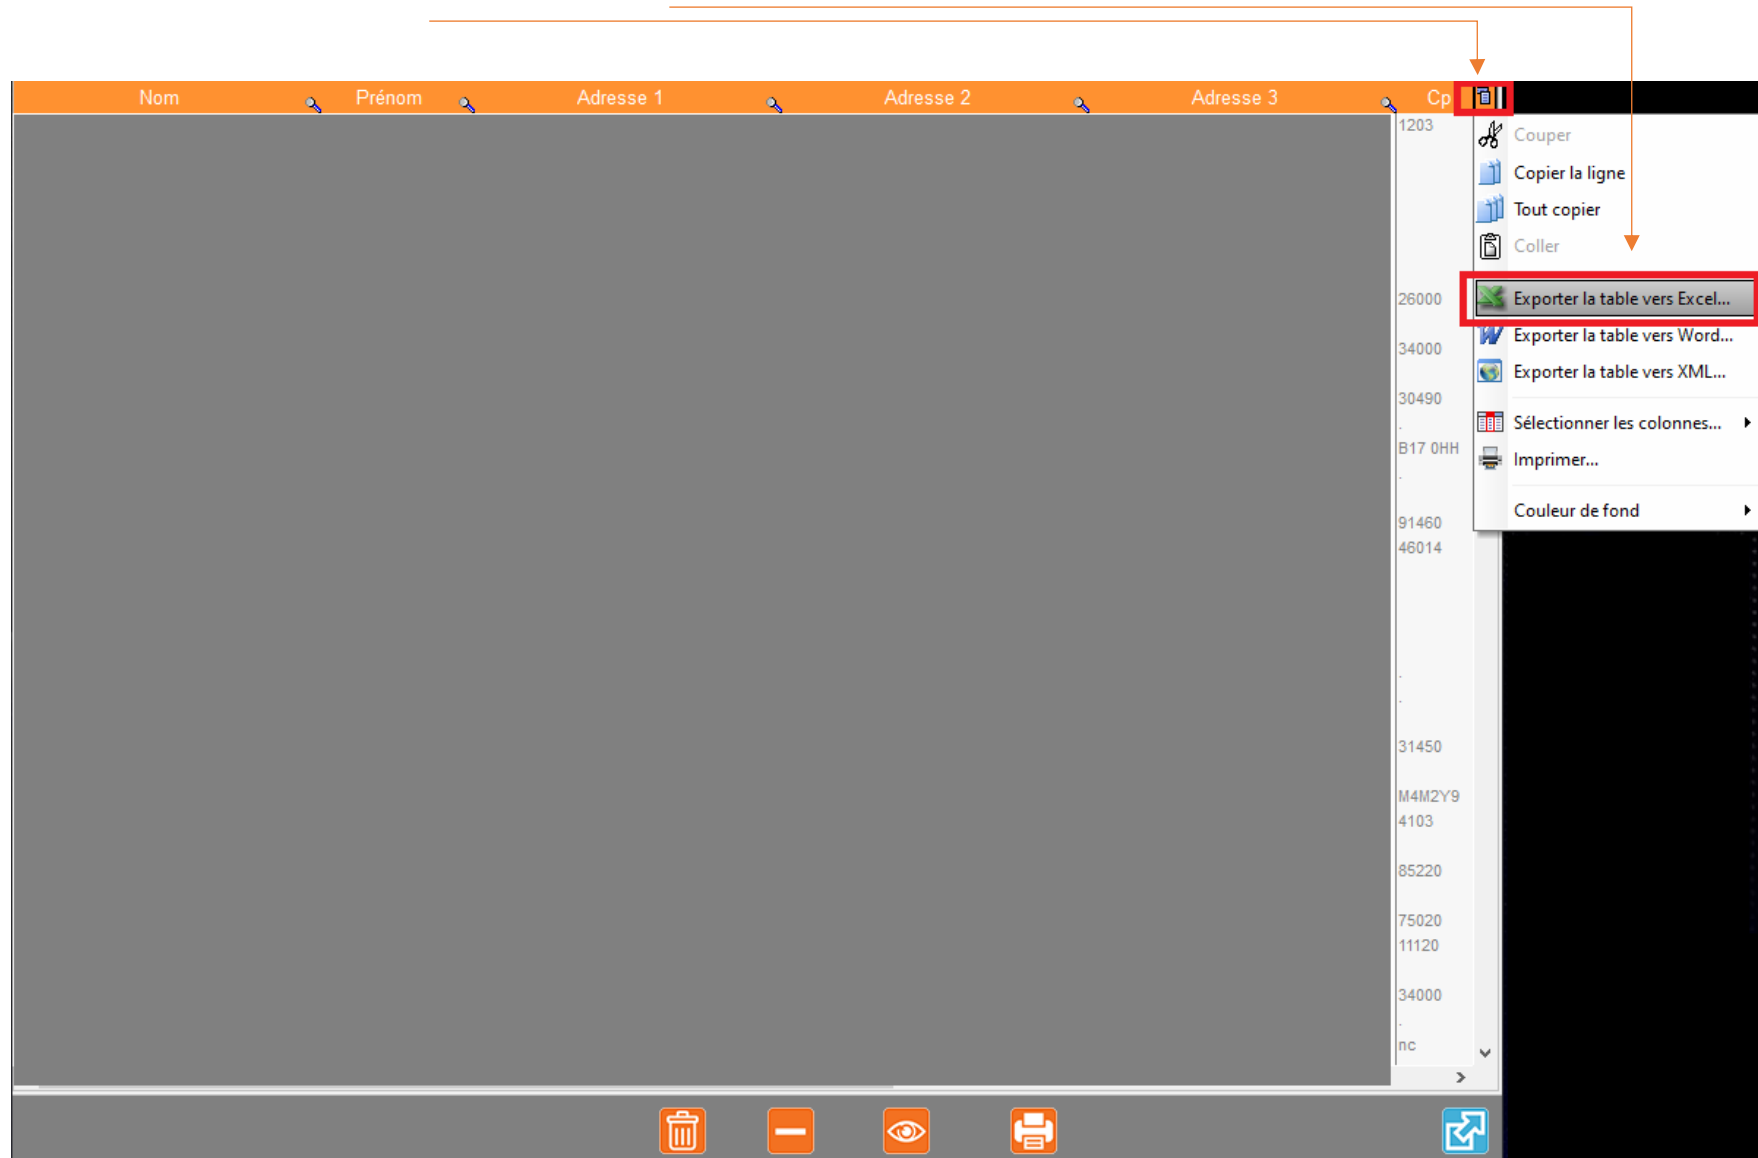 Nom Prénom Adresse 1 Adresse 2 Adresse 3 Cp
1203
Couper
Copier la ligne
Tout copier
Coller
26000
Exporter la table vers Excel...
34000
Exporter la table vers Word...
Exporter la table vers XML...
30490
.
Sélectionner les colonnes...
B17 0HH
Imprimer...
.
Couleur de fond
91460
46014
.
.
31450
M4M2Y9
4103
85220
75020
11120
34000
.
nc